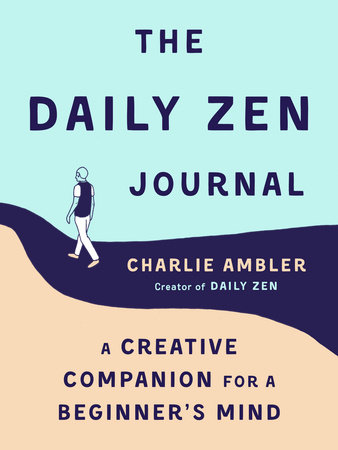 THE
DAILY ZEN
JOURNAL
CHARLIE AMBLER
Creator of DAILY ZEN
A CREATIVE
COMPANION FOR A
BEGINNER'S MIND